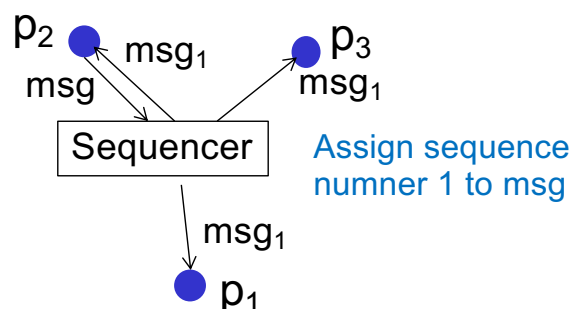 p₂
msg₁
p₃
msg
msg₁
Sequencer
Assign sequence
numner 1 to msg
msg₁
p₁